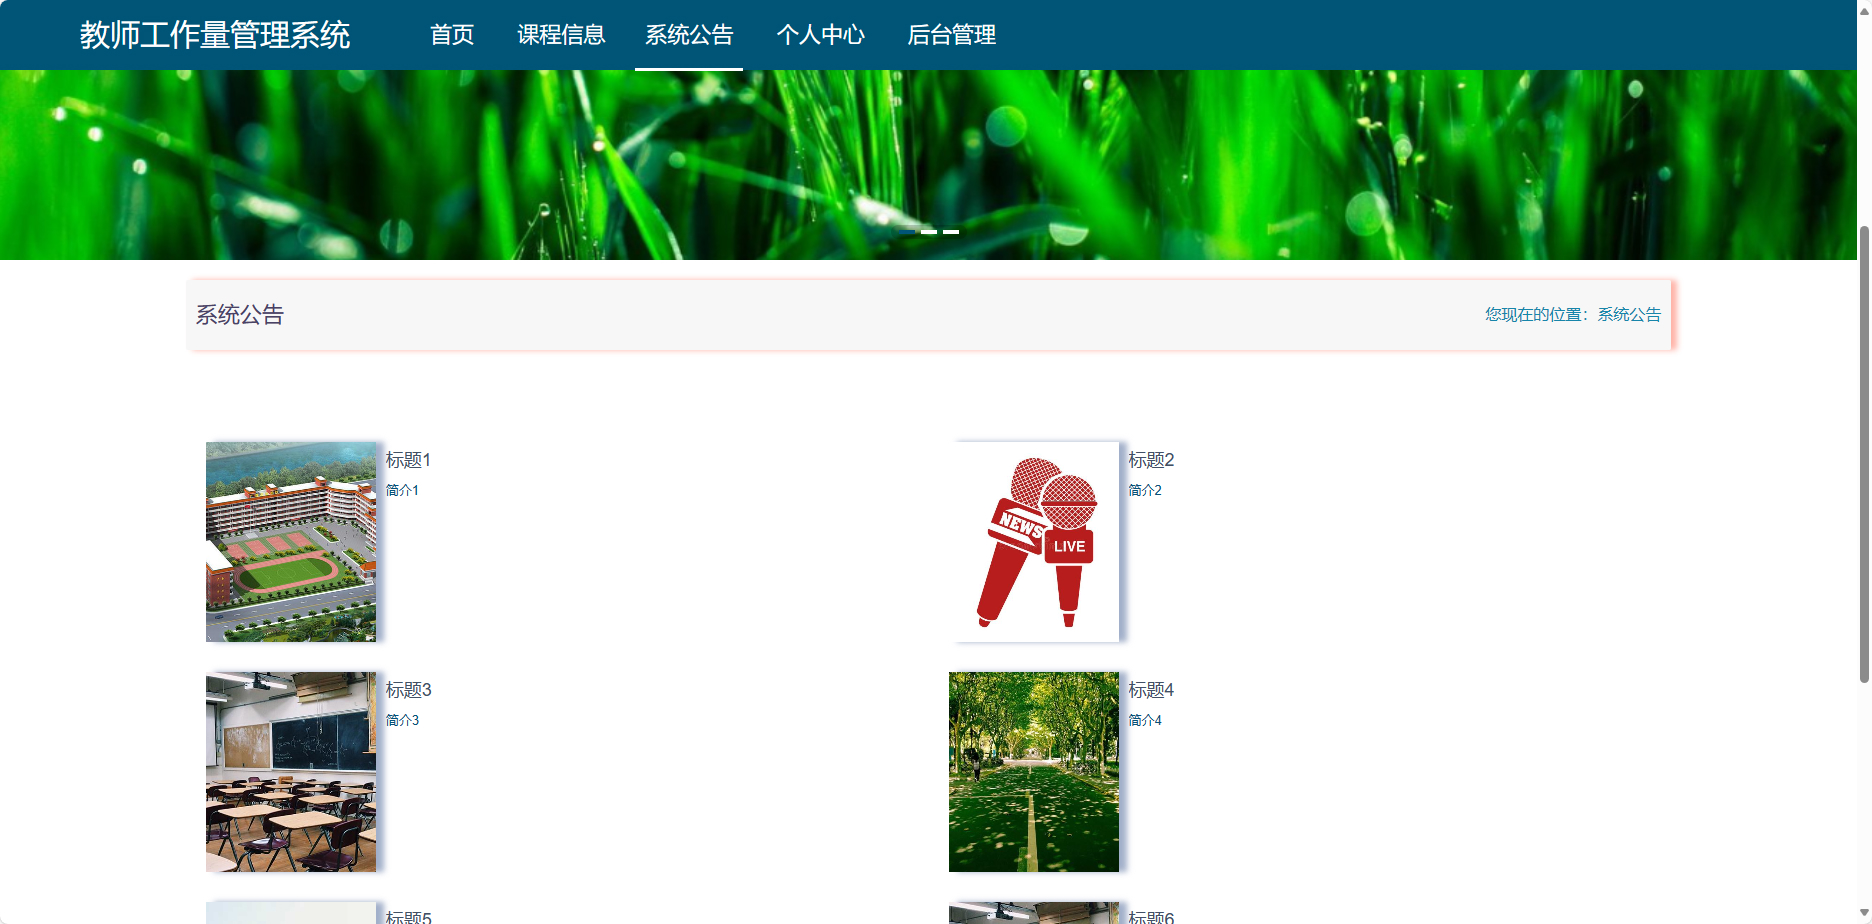 教师工作量管理系统 首页 课程信息 系统公告 个人中心 后台管理
系统公告 您现在的位置：系统公告
标题1
简介1
NEWS
LIVE
标题2
简介2
标题3
简介3
标题4
简介4
标题5
标题6